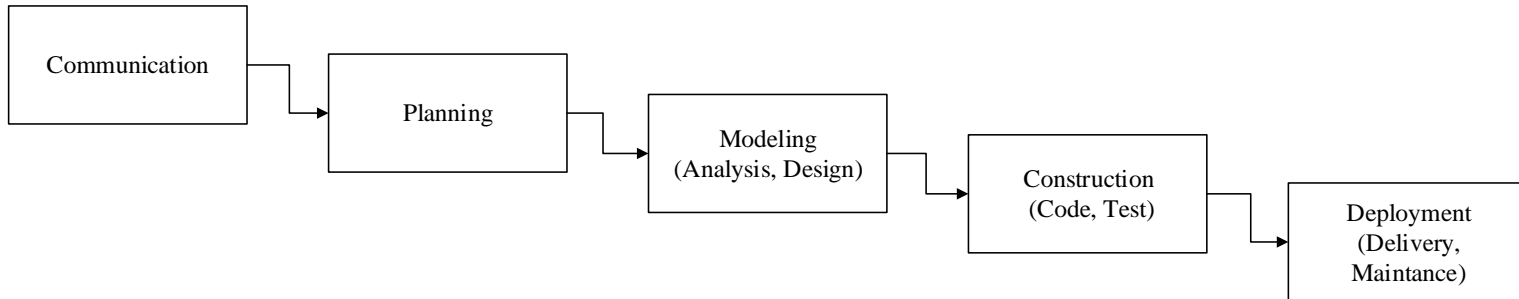 Communication
Planning
Modeling
(Analysis, Design)
Construction
(Code, Test)
Deployment
(Delivery,
Maintance)